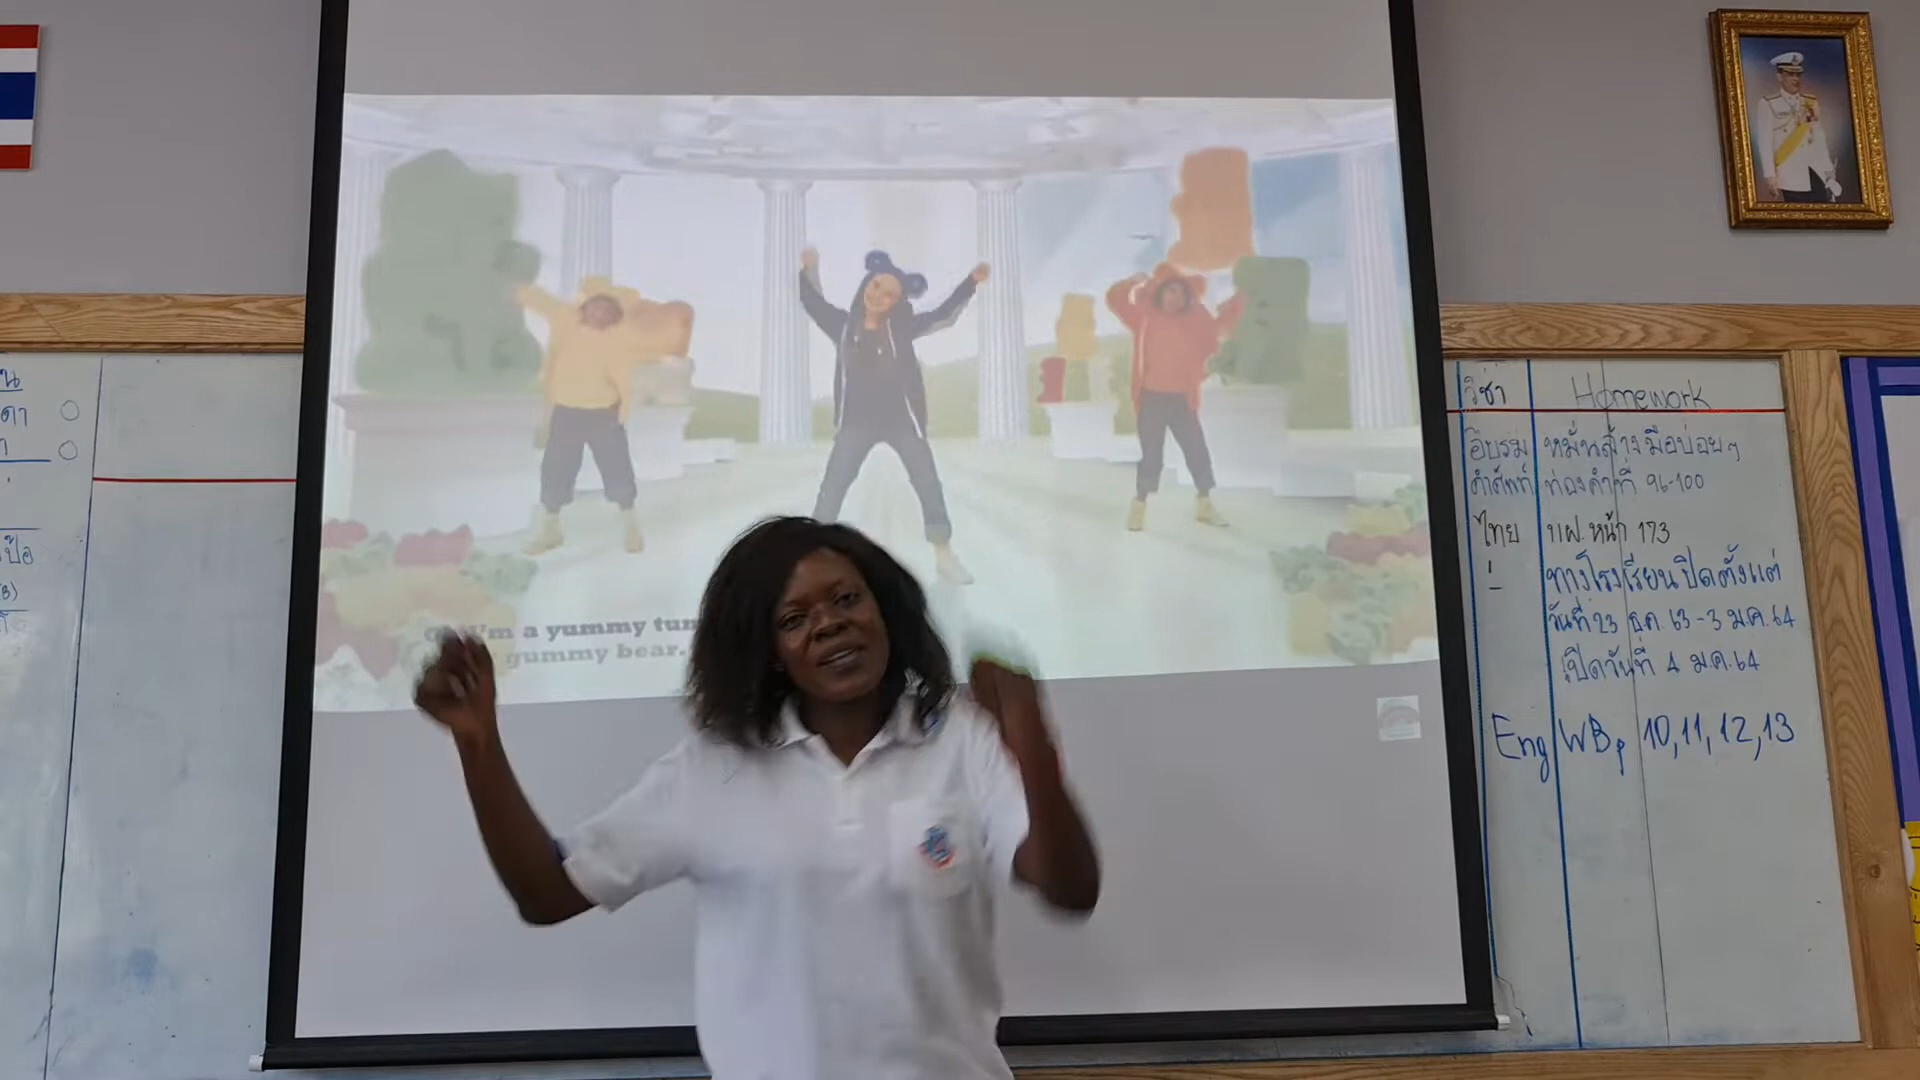 I'm a yummy tum
gummy bear.
วิชา Homework
อบรม หมั่นล้างมือบ่อยๆ
คำศัพท์ ท่องคำที่ 96-100
ไทย แฝ. หน้า 173
ทางโรงเรียนปิดตั้งแต่
วันที่ 23 ธ.ค. 63 - 3 ม.ค. 64
เปิดวันที่ 4 ม.ค. 64
Eng WB p 10, 11, 12, 13